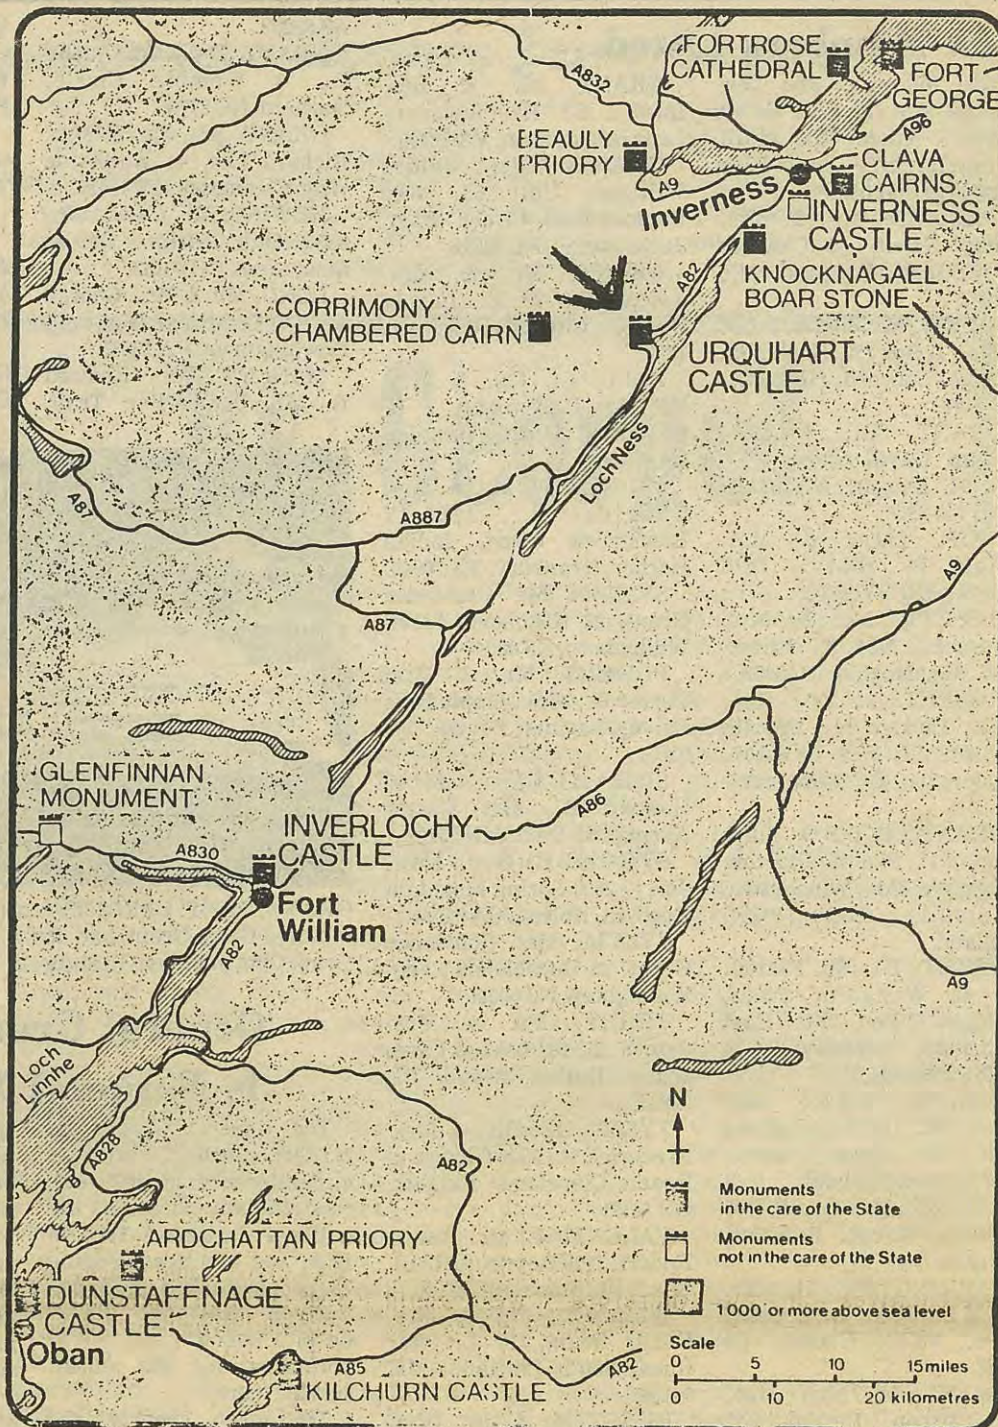 FORTROSE
CATHEDRAL
FORT
GEORGE
A832
A96
BEAULY
PRIORY
CLAVA
CAIRNS
A9
Inverness
INVERNESS
CASTLE
KNOCKNAGAEL
BOAR STONE
A82
CORRIMONY
CHAMBERED CAIRN
URQUHART
CASTLE
Loch Ness
A87
A887
A9
A87
GLENFINNAN
MONUMENT
A86
INVERLOCHY
CASTLE
A830
Fort
William
A82
A9
Loch
Linnhe
A828
A82
N
Monuments
in the care of the State
Monuments
not in the care of the State
1000' or more above sea level
ARDCHATTAN PRIORY
DUNSTAFFNAGE
CASTLE
Oban
A85
KILCHURN CASTLE
A82
Scale
0 5 10 15 miles
0 10 20 kilometres